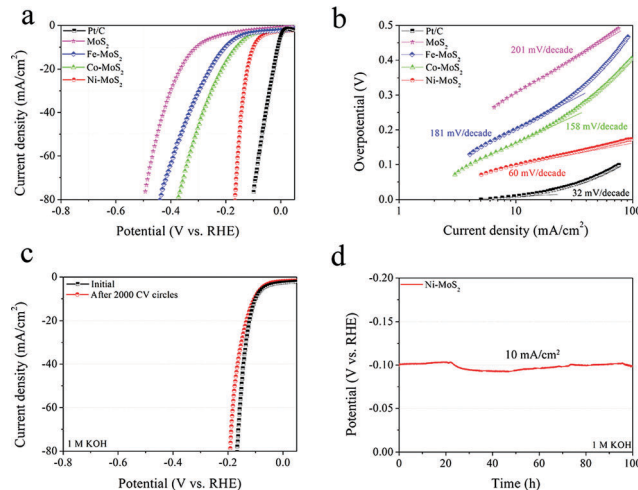 a
Pt/C
MoS₂
Fe-MoS₂
Co-MoS₂
Ni-MoS₂
0
-20
-40
-60
-80
-0.8
-0.6
-0.4
-0.2
0.0
Current density (mA/cm²)
Potential (V vs. RHE)
b
Pt/C
MoS₂
Fe-MoS₂
Co-MoS₂
Ni-MoS₂
201 mV/decade
181 mV/decade
158 mV/decade
60 mV/decade
32 mV/decade
0.5
0.4
0.3
0.2
0.1
0.0
1
10
100
Overpotential (V)
Current density (mA/cm²)
c
Initial
After 2000 CV circles
0
-20
-40
-60
-80
1 M KOH
-0.8
-0.6
-0.4
-0.2
0.0
Current density (mA/cm²)
Potential (V vs. RHE)
d
Ni-MoS₂
10 mA/cm²
1 M KOH
-0.20
-0.15
-0.10
-0.05
0.00
0
20
40
60
80
100
Potential (V vs. RHE)
Time (h)